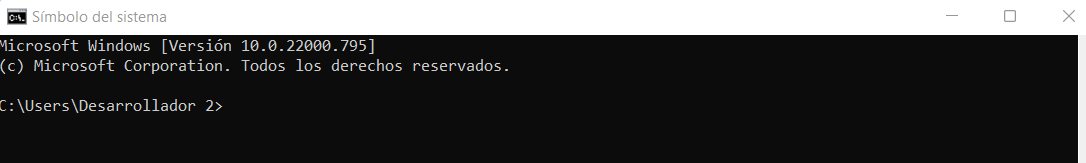 Símbolo del sistema
Microsoft Windows [Versión 10.0.22000.795]
(c) Microsoft Corporation. Todos los derechos reservados.
C:\Users\Desarrollador 2>